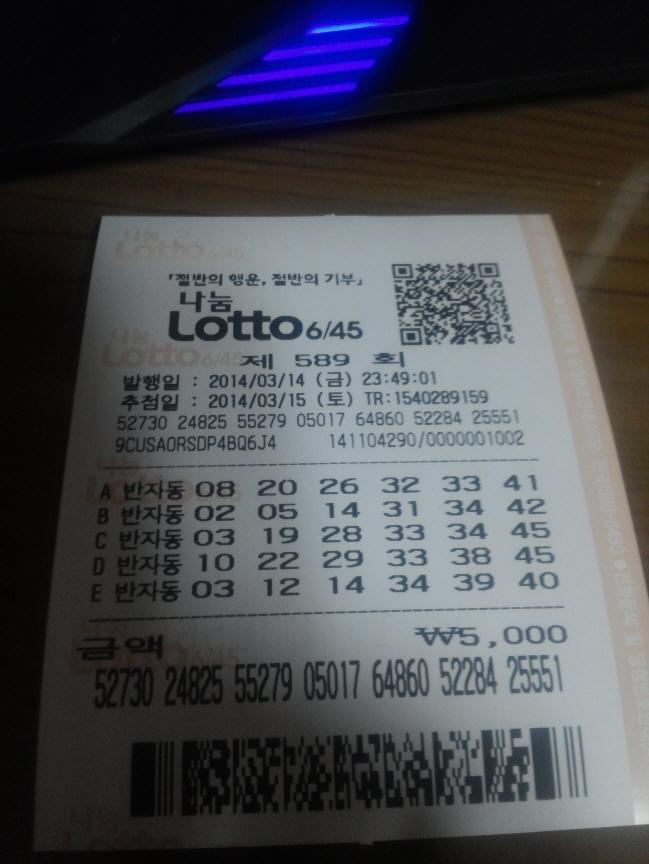 「절반의 행운, 절반의 기부」
나눔
Lotto 6/45
제 589 회
발행일 : 2014/03/14 (금) 23:49:01
추첨일 : 2014/03/15 (토) TR:1540289159
52730 24825 55279 05017 64860 52284 25551
9CUSAORSDP4BQ6J4 141104290/0000001002
A 반자동 08 20 26 32 33 41
B 반자동 02 05 14 31 34 42
C 반자동 03 19 28 33 34 45
D 반자동 10 22 29 33 38 45
E 반자동 03 12 14 34 39 40
금액 ₩5,000
52730 24825 55279 05017 64860 52284 25551